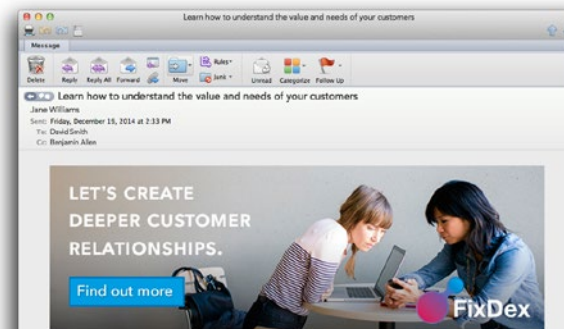 Learn how to understand the value and needs of your customers
Message
Delete Reply Reply All Forward Move Rules Junk Unread Categorize Follow Up
Learn how to understand the value and needs of your customers
Jane Williams
Sent: Friday, December 15, 2014 at 2:33 PM
To: David Smith
Cc: Benjamin Allen
LET'S CREATE
DEEPER CUSTOMER
RELATIONSHIPS.
Find out more
FixDex